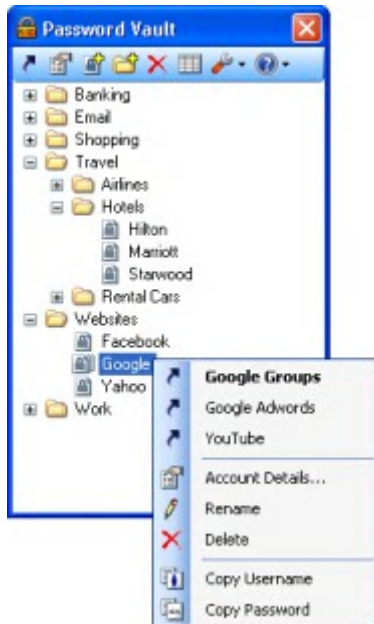 Password Vault
Banking
Email
Shopping
Travel
Airlines
Hotels
Hilton
Marriott
Starwood
Rental Cars
Websites
Facebook
Google
Yahoo
Work
Google Groups
Google Adwords
YouTube
Account Details...
Rename
Delete
Copy Username
Copy Password